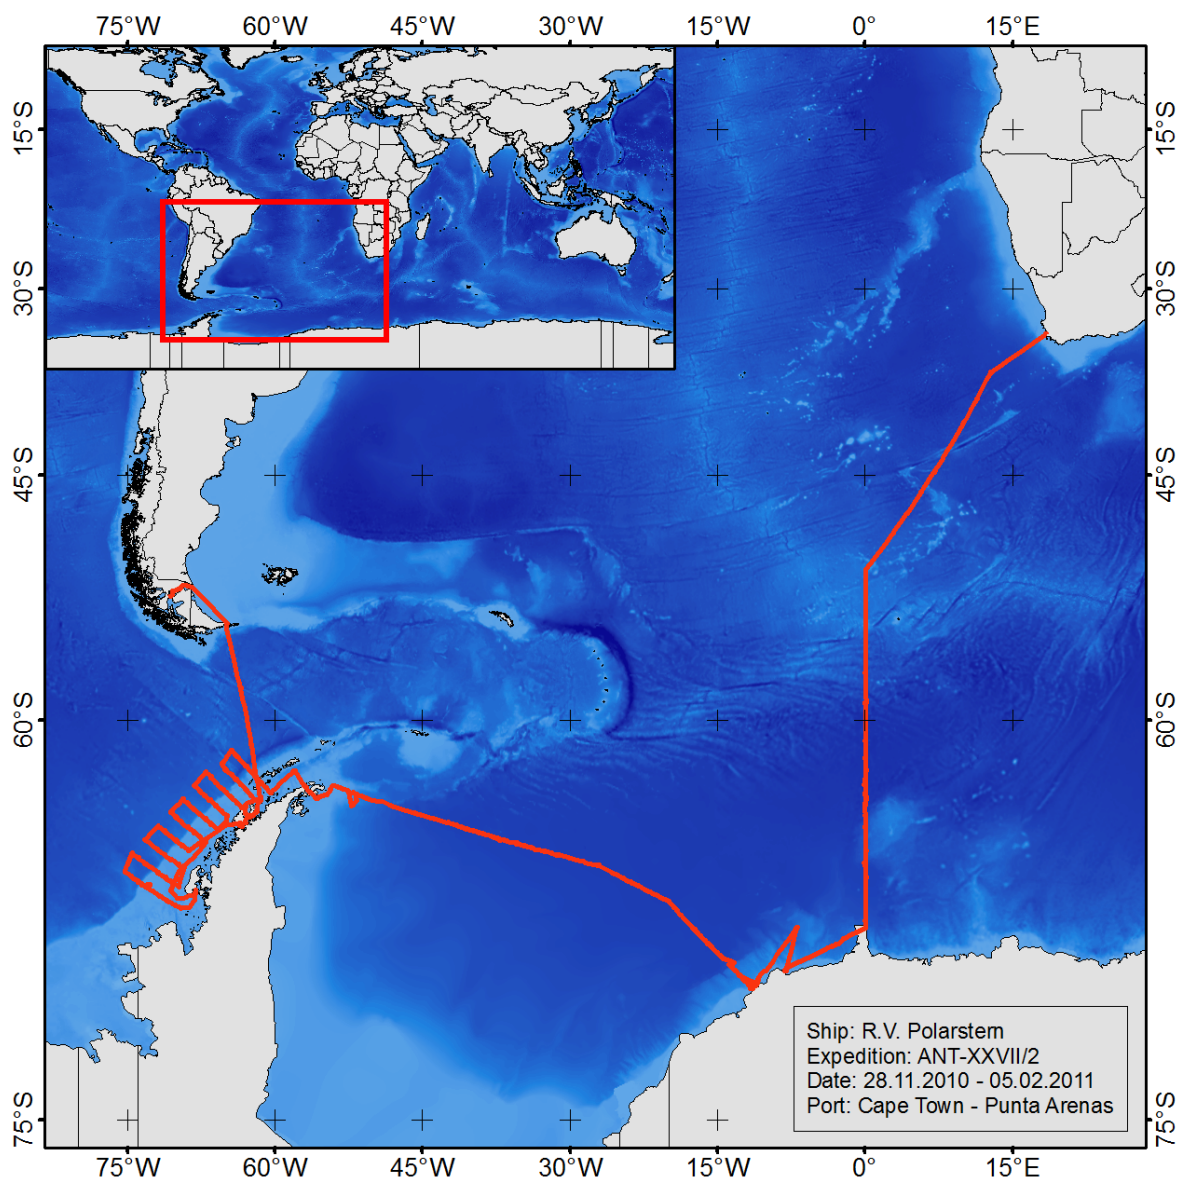 75°W 60°W 45°W 30°W 15°W 0° 15°E
15°S 15°S
30°S 30°S
45°S 45°S
60°S 60°S
Ship: R.V. Polarstern
Expedition: ANT-XXVII/2
Date: 28.11.2010 - 05.02.2011
Port: Cape Town - Punta Arenas
75°S 75°S
75°W 60°W 45°W 30°W 15°W 0° 15°E